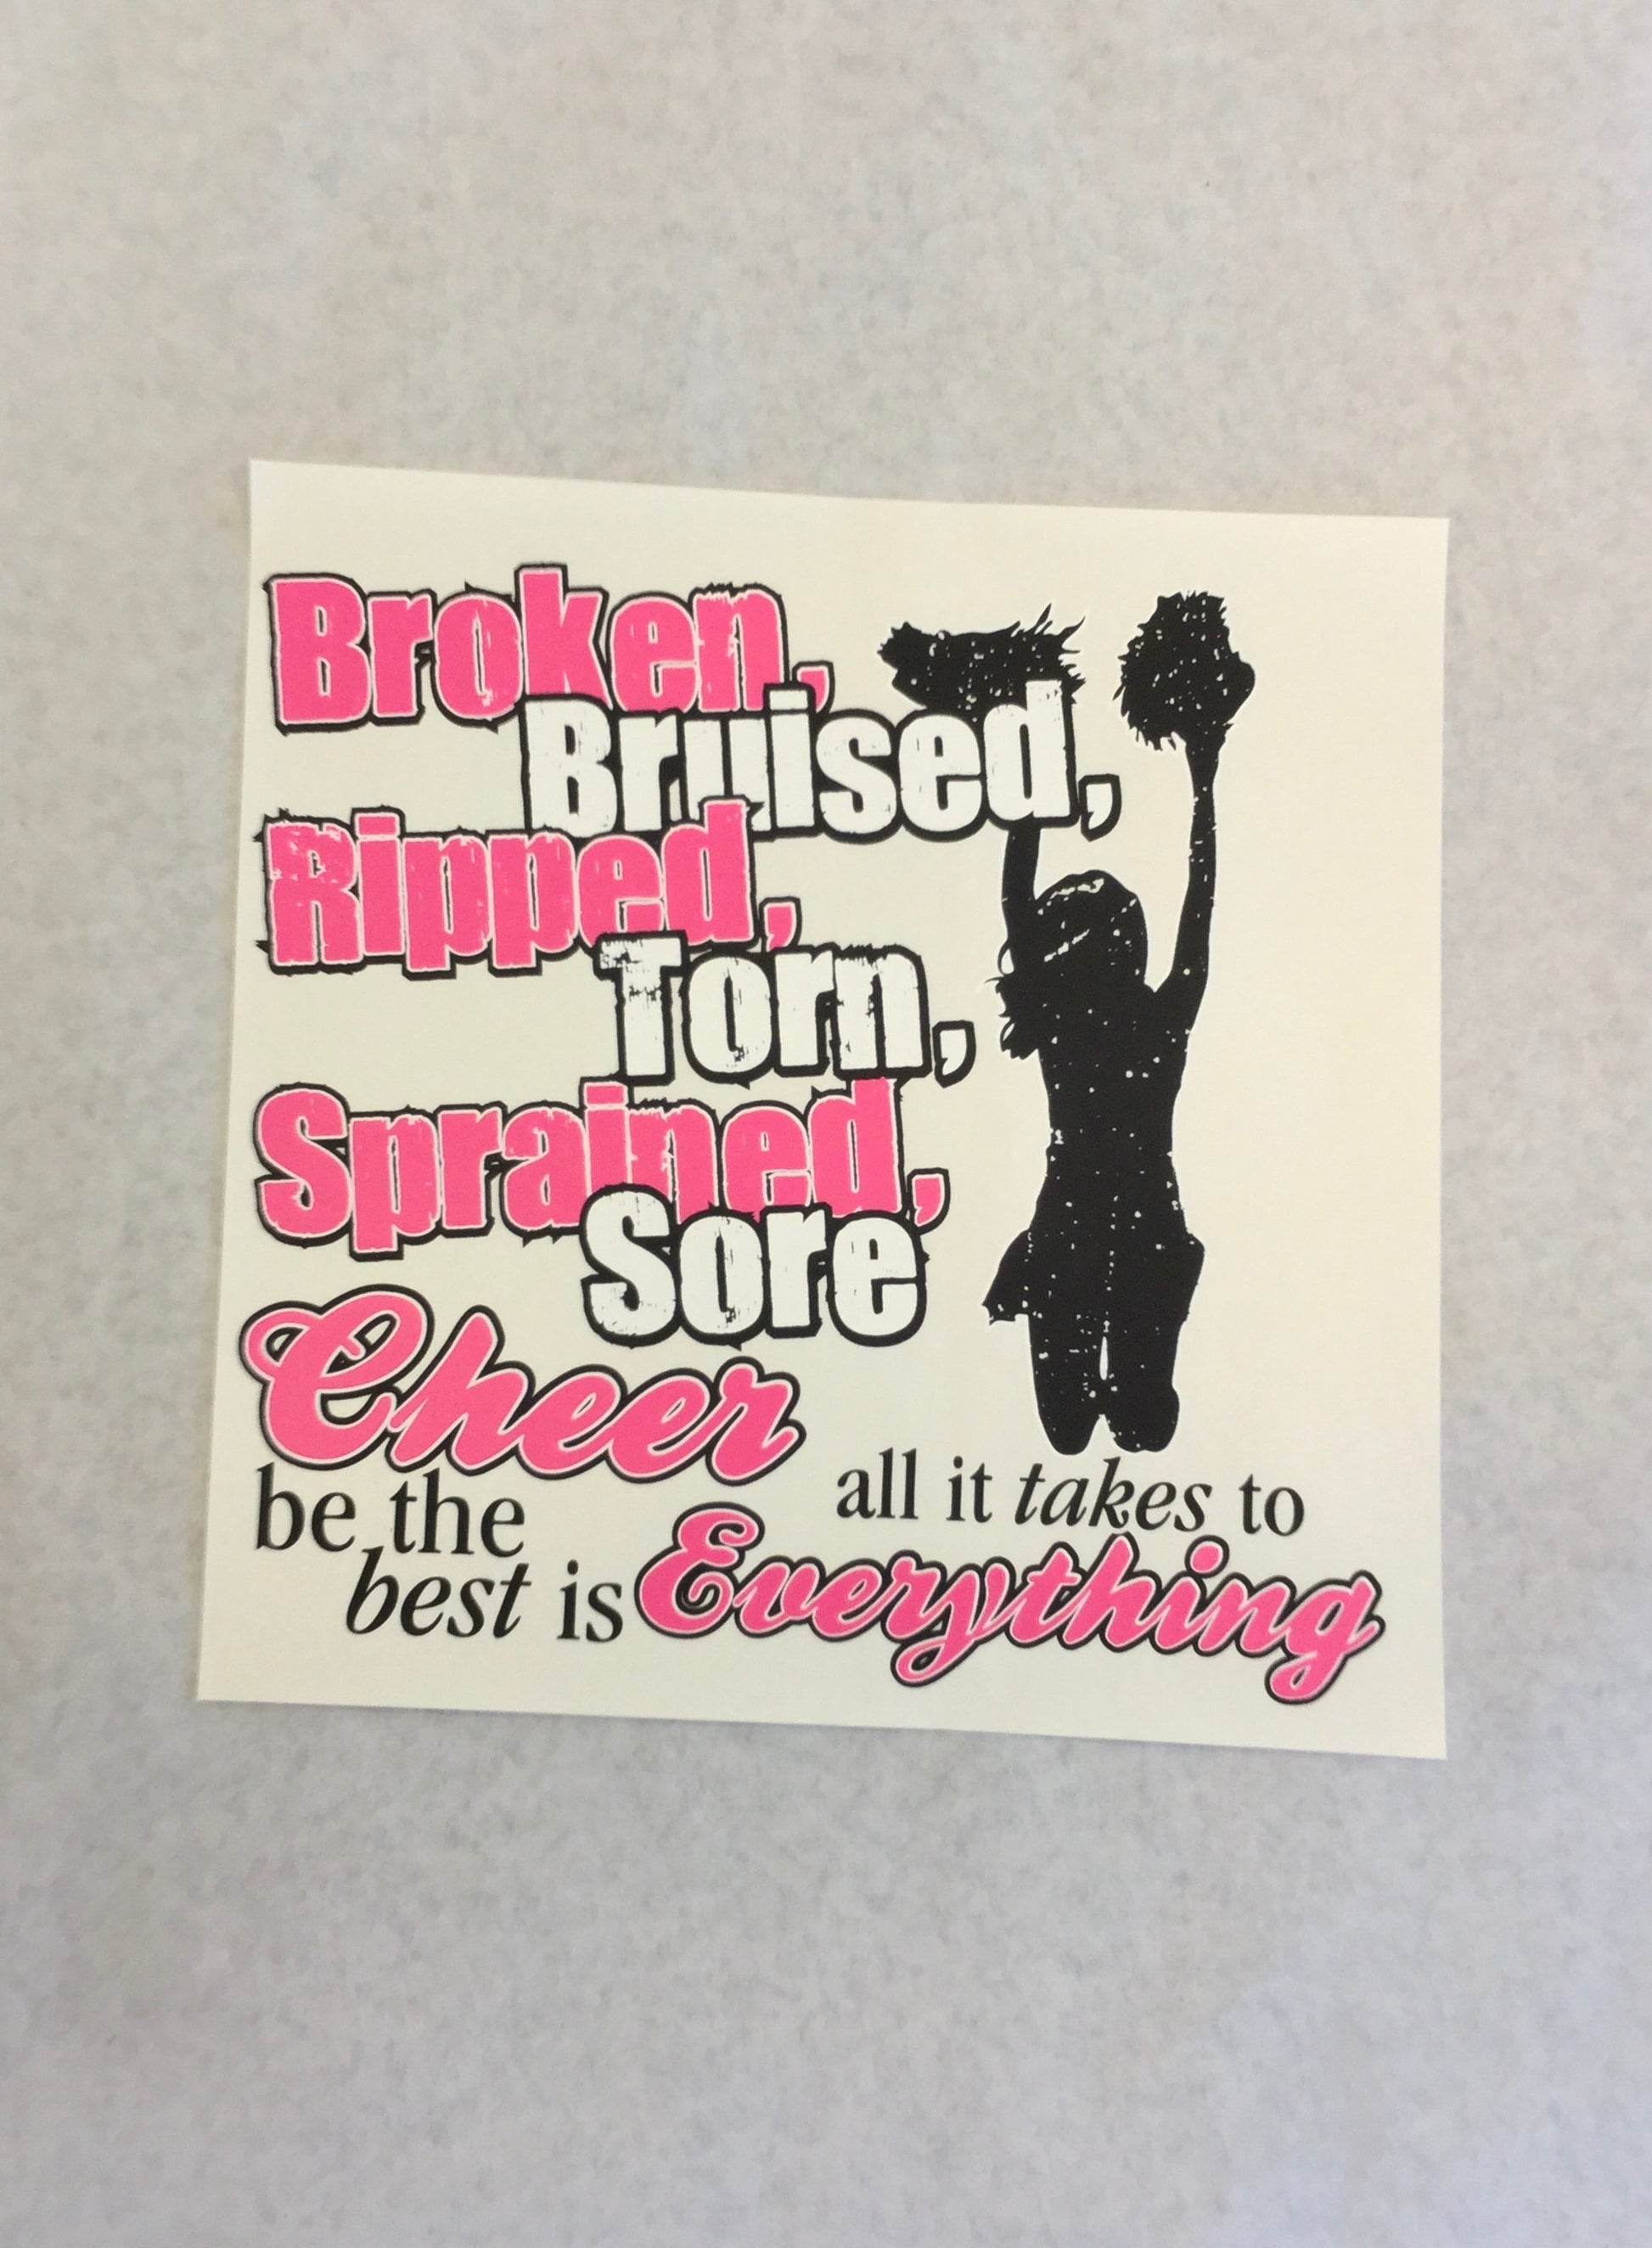 Broken,
Bruised,
Ripped,
Torn,
Sprained,
Sore
Cheer
all it takes to
be the
best is Everything